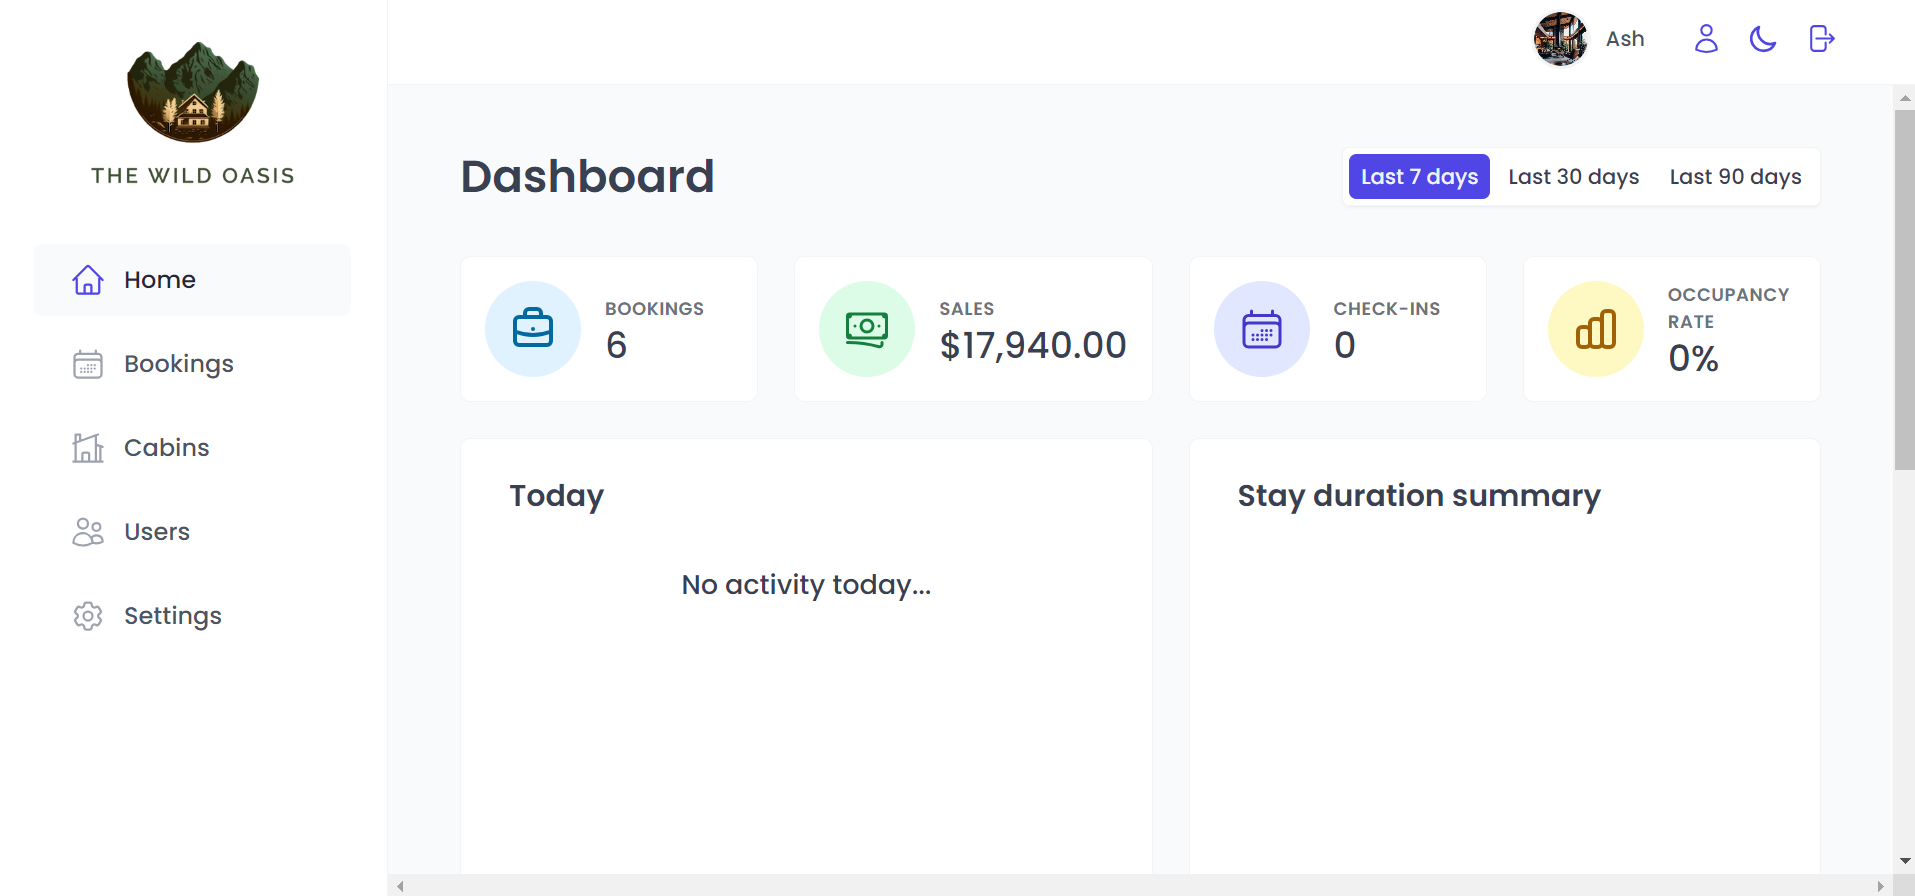 THE WILD OASIS
Home
Bookings
Cabins
Users
Settings
Ash
Dashboard
Last 7 days
Last 30 days
Last 90 days
BOOKINGS
6
SALES
$17,940.00
CHECK-INS
0
OCCUPANCY
RATE
0%
Today
No activity today...
Stay duration summary